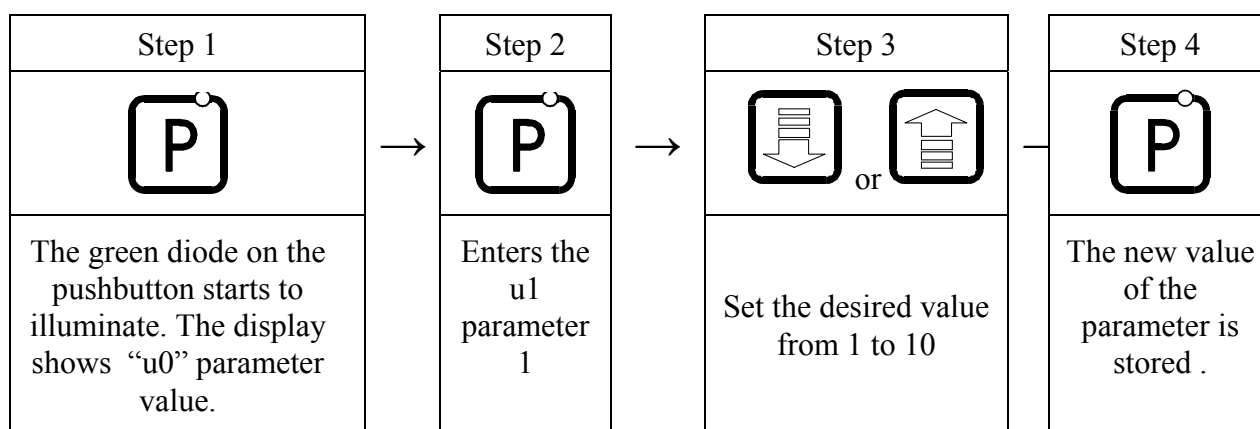 Step 1
P
The green diode on the
pushbutton starts to
illuminate. The display
shows “u0” parameter
value.
→
Step 2
P
Enters the
u1
parameter
1
→
Step 3
or
Set the desired value
from 1 to 10
Step 4
P
The new value
of the
parameter is
stored .